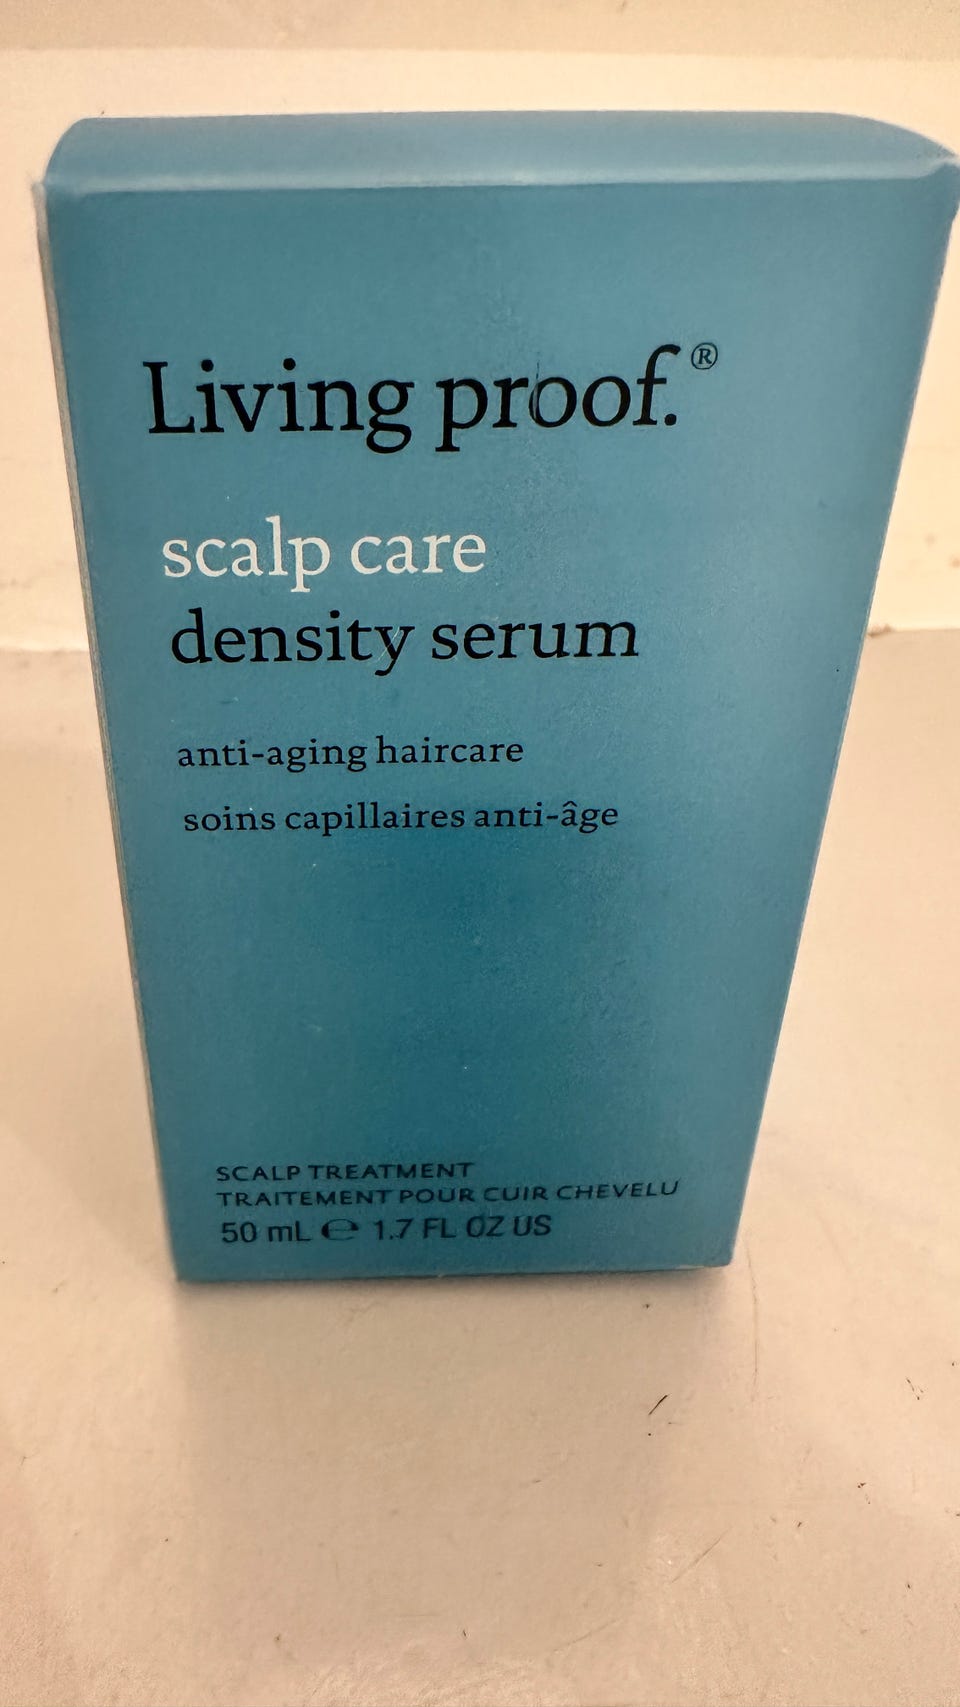 Living proof.®
scalp care
density serum
anti-aging haircare
soins capillaires anti-âge
SCALP TREATMENT
TRAITEMENT POUR CUIR CHEVELU
50 mL ℮ 1.7 FL OZ US